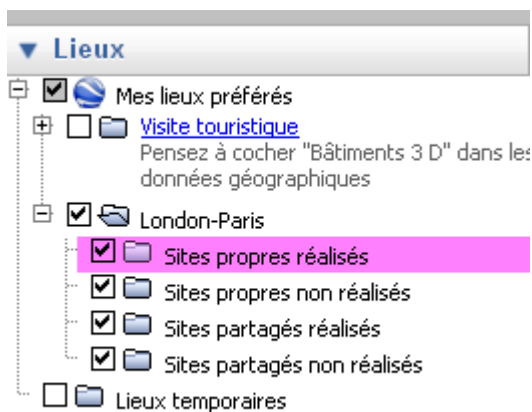 Lieux
Mes lieux préférés
Visite touristique
Pensez à cocher "Bâtiments 3 D" dans les
données géographiques
London-Paris
Sites propres réalisés
Sites propres non réalisés
Sites partagés réalisés
Sites partagés non réalisés
Lieux temporaires